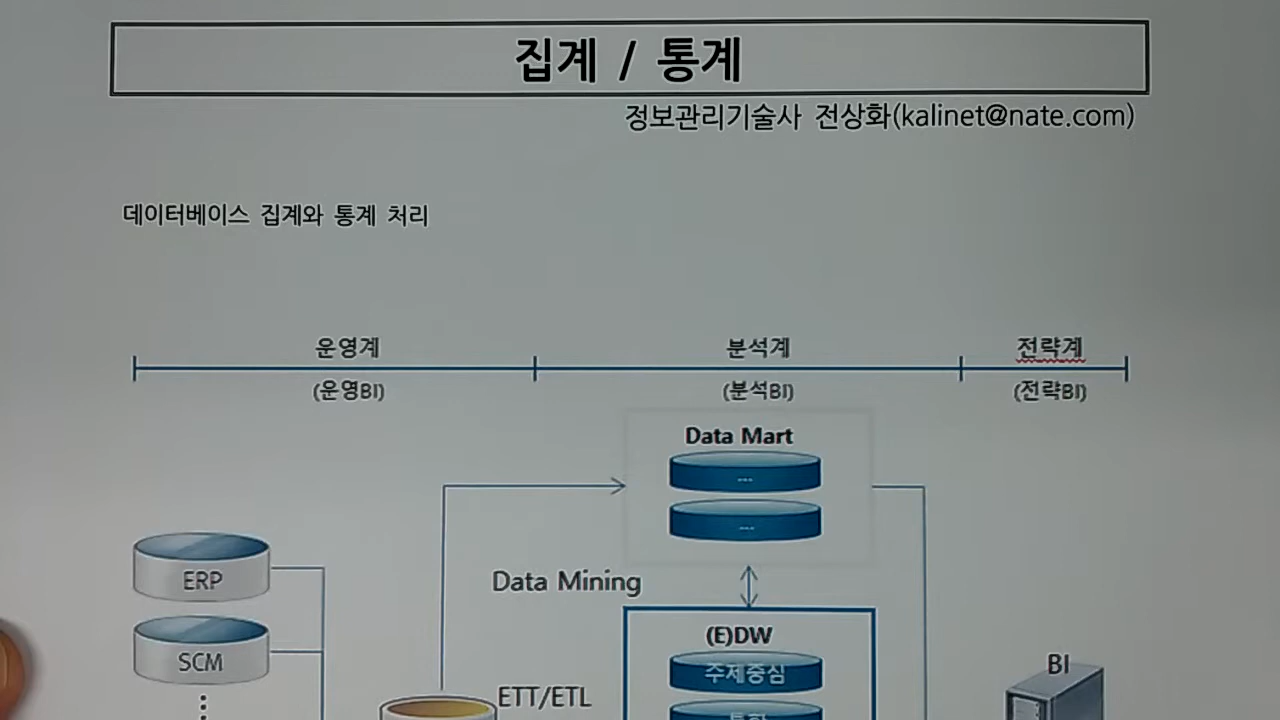 집계 / 통계
정보관리기술사 전상화(kalinet@nate.com)
데이터베이스 집계와 통계 처리
운영계
분석계
전략계
(운영BI)
(분석BI)
(전략BI)
Data Mart
...
...
ERP
Data Mining
(E)DW
SCM
주제중심
BI
ETT/ETL
통합